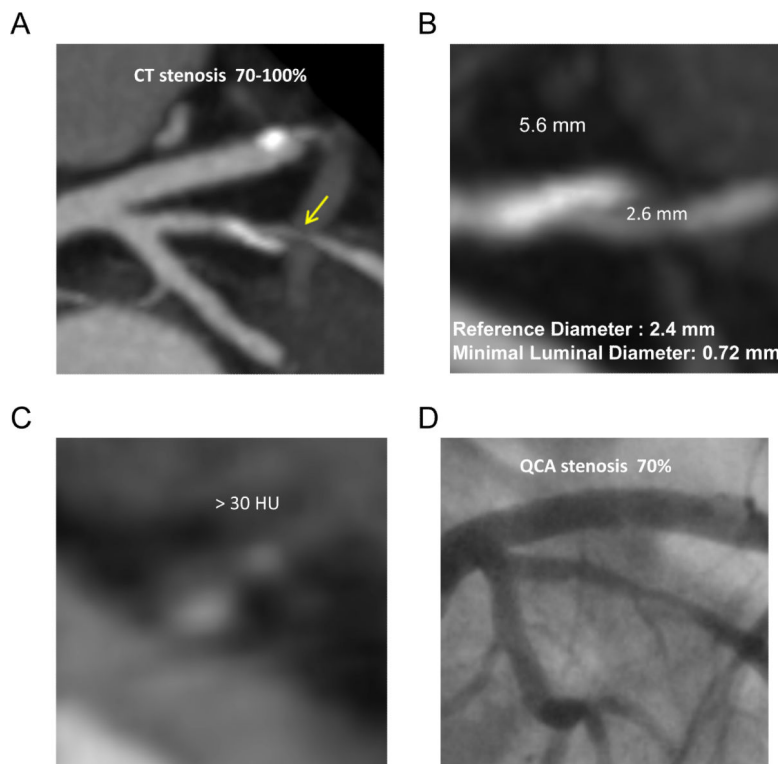 A
CT stenosis 70-100%
B
5.6 mm
2.6 mm
Reference Diameter : 2.4 mm
Minimal Luminal Diameter: 0.72 mm
C
> 30 HU
D
QCA stenosis 70%